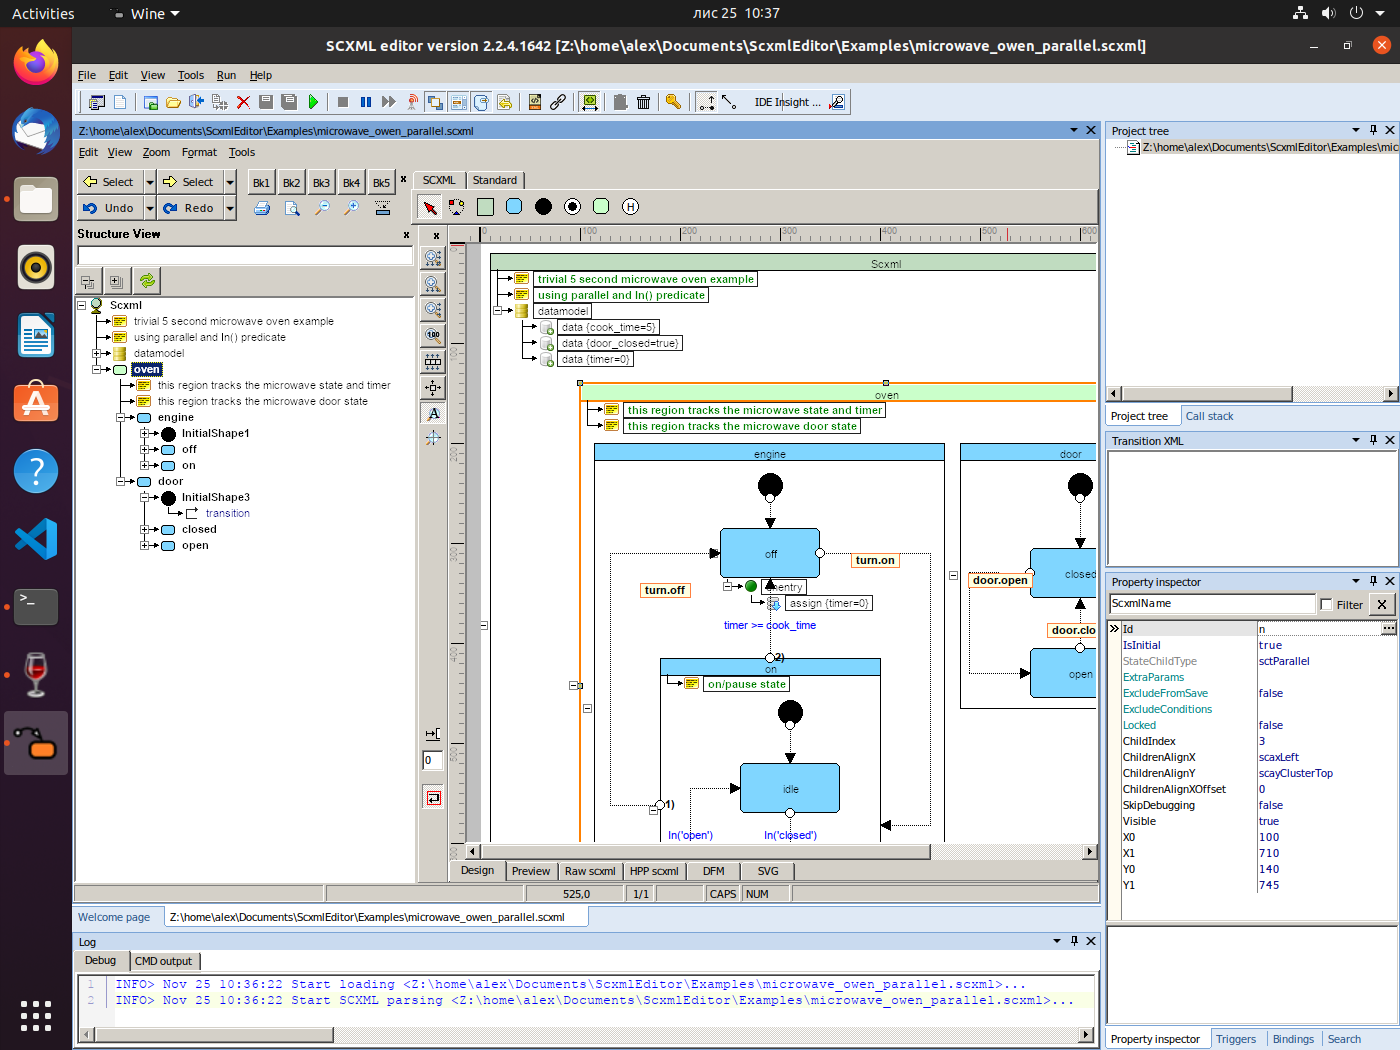 Activities
Wine
лис 25 10:37
SCXML editor version 2.2.4.1642 [Z:\home\alex\Documents\ScxmlEditor\Examples\microwave_owen_parallel.scxml]
File Edit View Tools Run Help
IDE Insight ...
Z:\home\alex\Documents\ScxmlEditor\Examples\microwave_owen_parallel.scxml
Edit View Zoom Format Tools
Select Select Bk1 Bk2 Bk3 Bk4 Bk5
Undo Redo
SCXML Standard
H
Structure View
Scxml
trivial 5 second microwave oven example
using parallel and In() predicate
datamodel
oven
this region tracks the microwave state and timer
this region tracks the microwave door state
engine
InitialShape1
off
on
door
InitialShape3
transition
closed
open
100
A
0
0 100 200 300 400 500 600
0
100
200
300
400
500
Scxml
trivial 5 second microwave oven example
using parallel and In() predicate
datamodel
data {cook_time=5}
data {door_closed=true}
data {timer=0}
oven
this region tracks the microwave state and timer
this region tracks the microwave door state
engine
off
turn.on
turn.off
assign {timer=0}
timer >= cook_time
2)
on
on/pause state
idle
1)
In('open')
In('closed')
door
closed
door.open
door.clo
open
Design Preview Raw scxml HPP scxml DFM SVG
525,0 1/1 CAPS NUM
Welcome page
Z:\home\alex\Documents\ScxmlEditor\Examples\microwave_owen_parallel.scxml
Log
Debug CMD output
1 INFO> Nov 25 10:36:22 Start loading <Z:\home\alex\Documents\ScxmlEditor\Examples\microwave_owen_parallel.scxml>...
2 INFO> Nov 25 10:36:22 Start SCXML parsing <Z:\home\alex\Documents\ScxmlEditor\Examples\microwave_owen_parallel.scxml>...
Project tree
Z:\home\alex\Documents\ScxmlEditor\Examples\mic
Project tree Call stack
Transition XML
Property inspector
ScxmlName
Filter X
Id n
IsInitial true
StateChildType sctParallel
ExtraParams
ExcludeFromSave false
ExcludeConditions
Locked false
ChildIndex 3
ChildrenAlignX scaxLeft
ChildrenAlignY scayClusterTop
ChildrenAlignXOffset 0
SkipDebugging false
Visible true
X0 100
X1 710
Y0 140
Y1 745
Property inspector Triggers Bindings Search